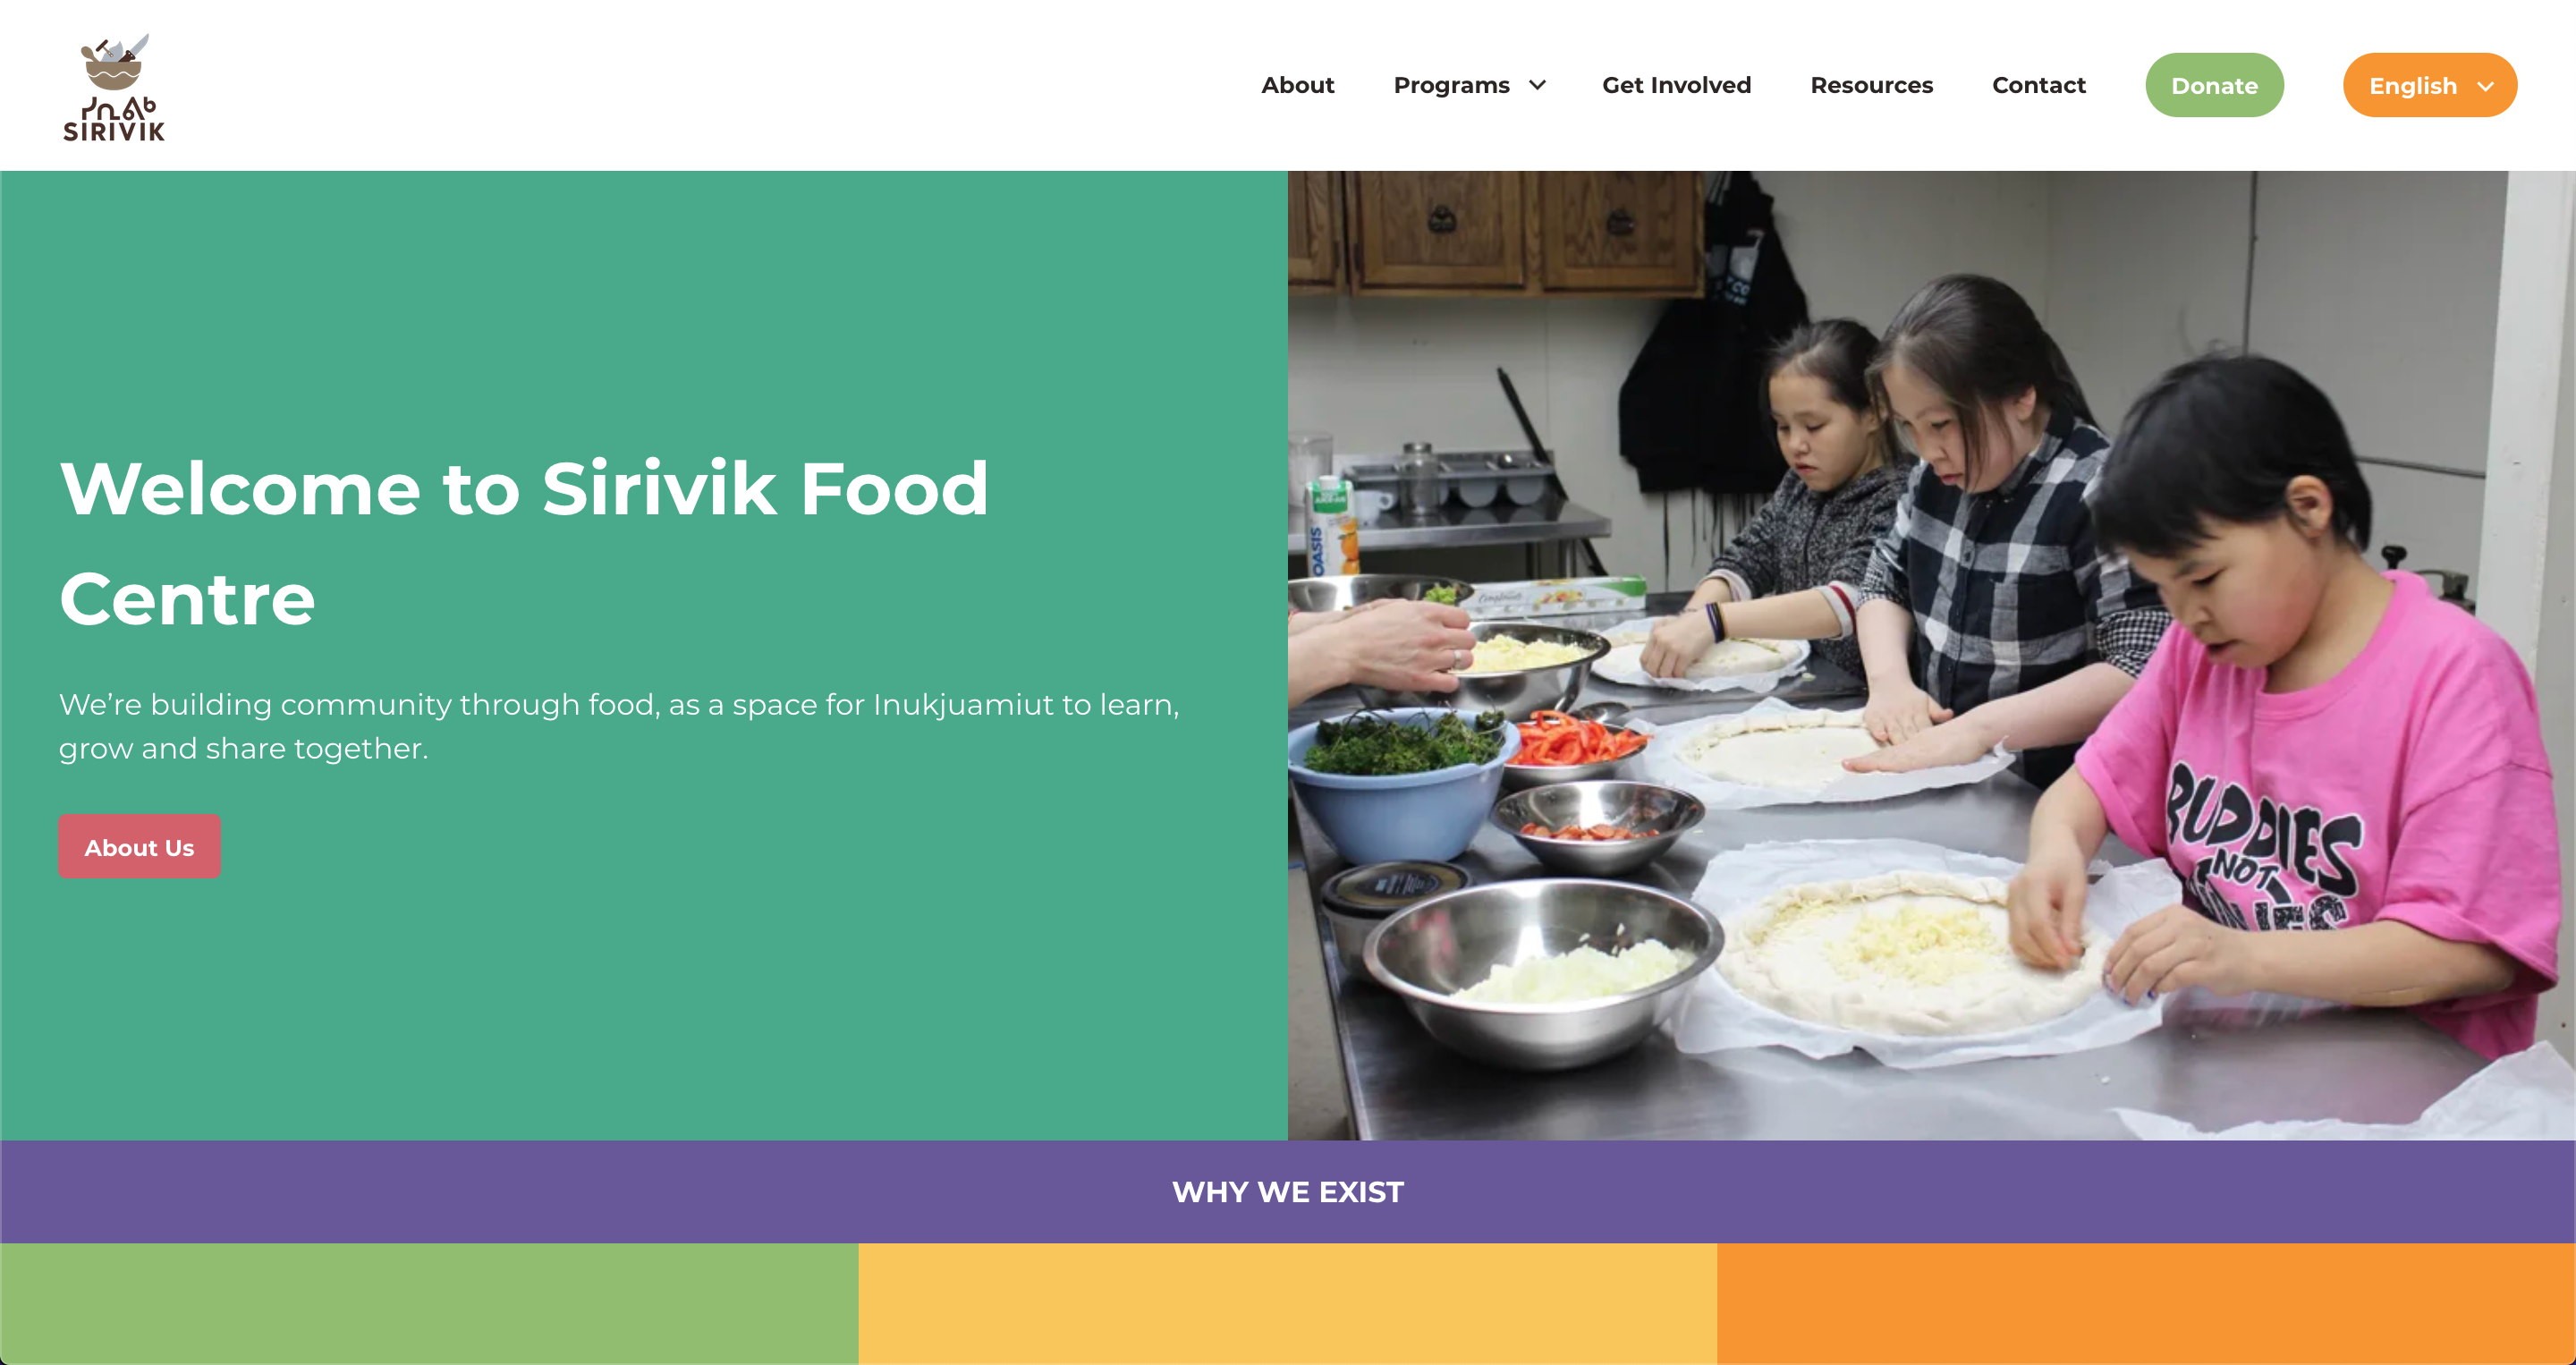 ᓯᕆᕕᒃ
SIRIVIK
About
Programs
Get Involved
Resources
Contact
Donate
English
Welcome to Sirivik Food
Centre
We’re building community through food, as a space for Inukjuamiut to learn,
grow and share together.
About Us
OASIS
Compliments
BUDDIES
NOT
WHY WE EXIST